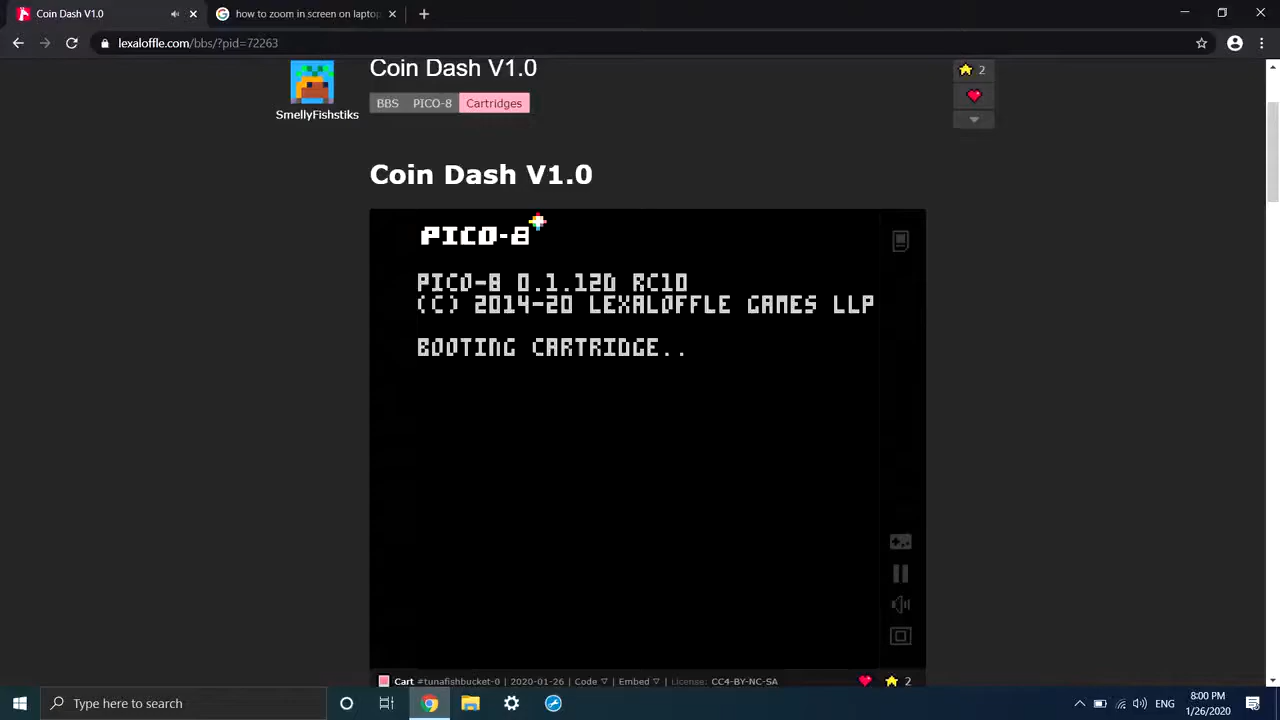 Coin Dash V1.0
how to zoom in screen on laptop
lexaloffle.com/bbs/?pid=72263
Coin Dash V1.0
2
SmellyFishstiks
BBS PICO-8 Cartridges
Coin Dash V1.0
PICO-8
PICO-8 0.1.12D RC10
(C) 2014-20 LEXALOFFLE GAMES LLP
BOOTING CARTRIDGE..
Cart #tunafishbucket-0 | 2020-01-26 | Code ▽ | Embed ▽ | License: CC4-BY-NC-SA
2
Type here to search
ENG
8:00 PM
1/26/2020